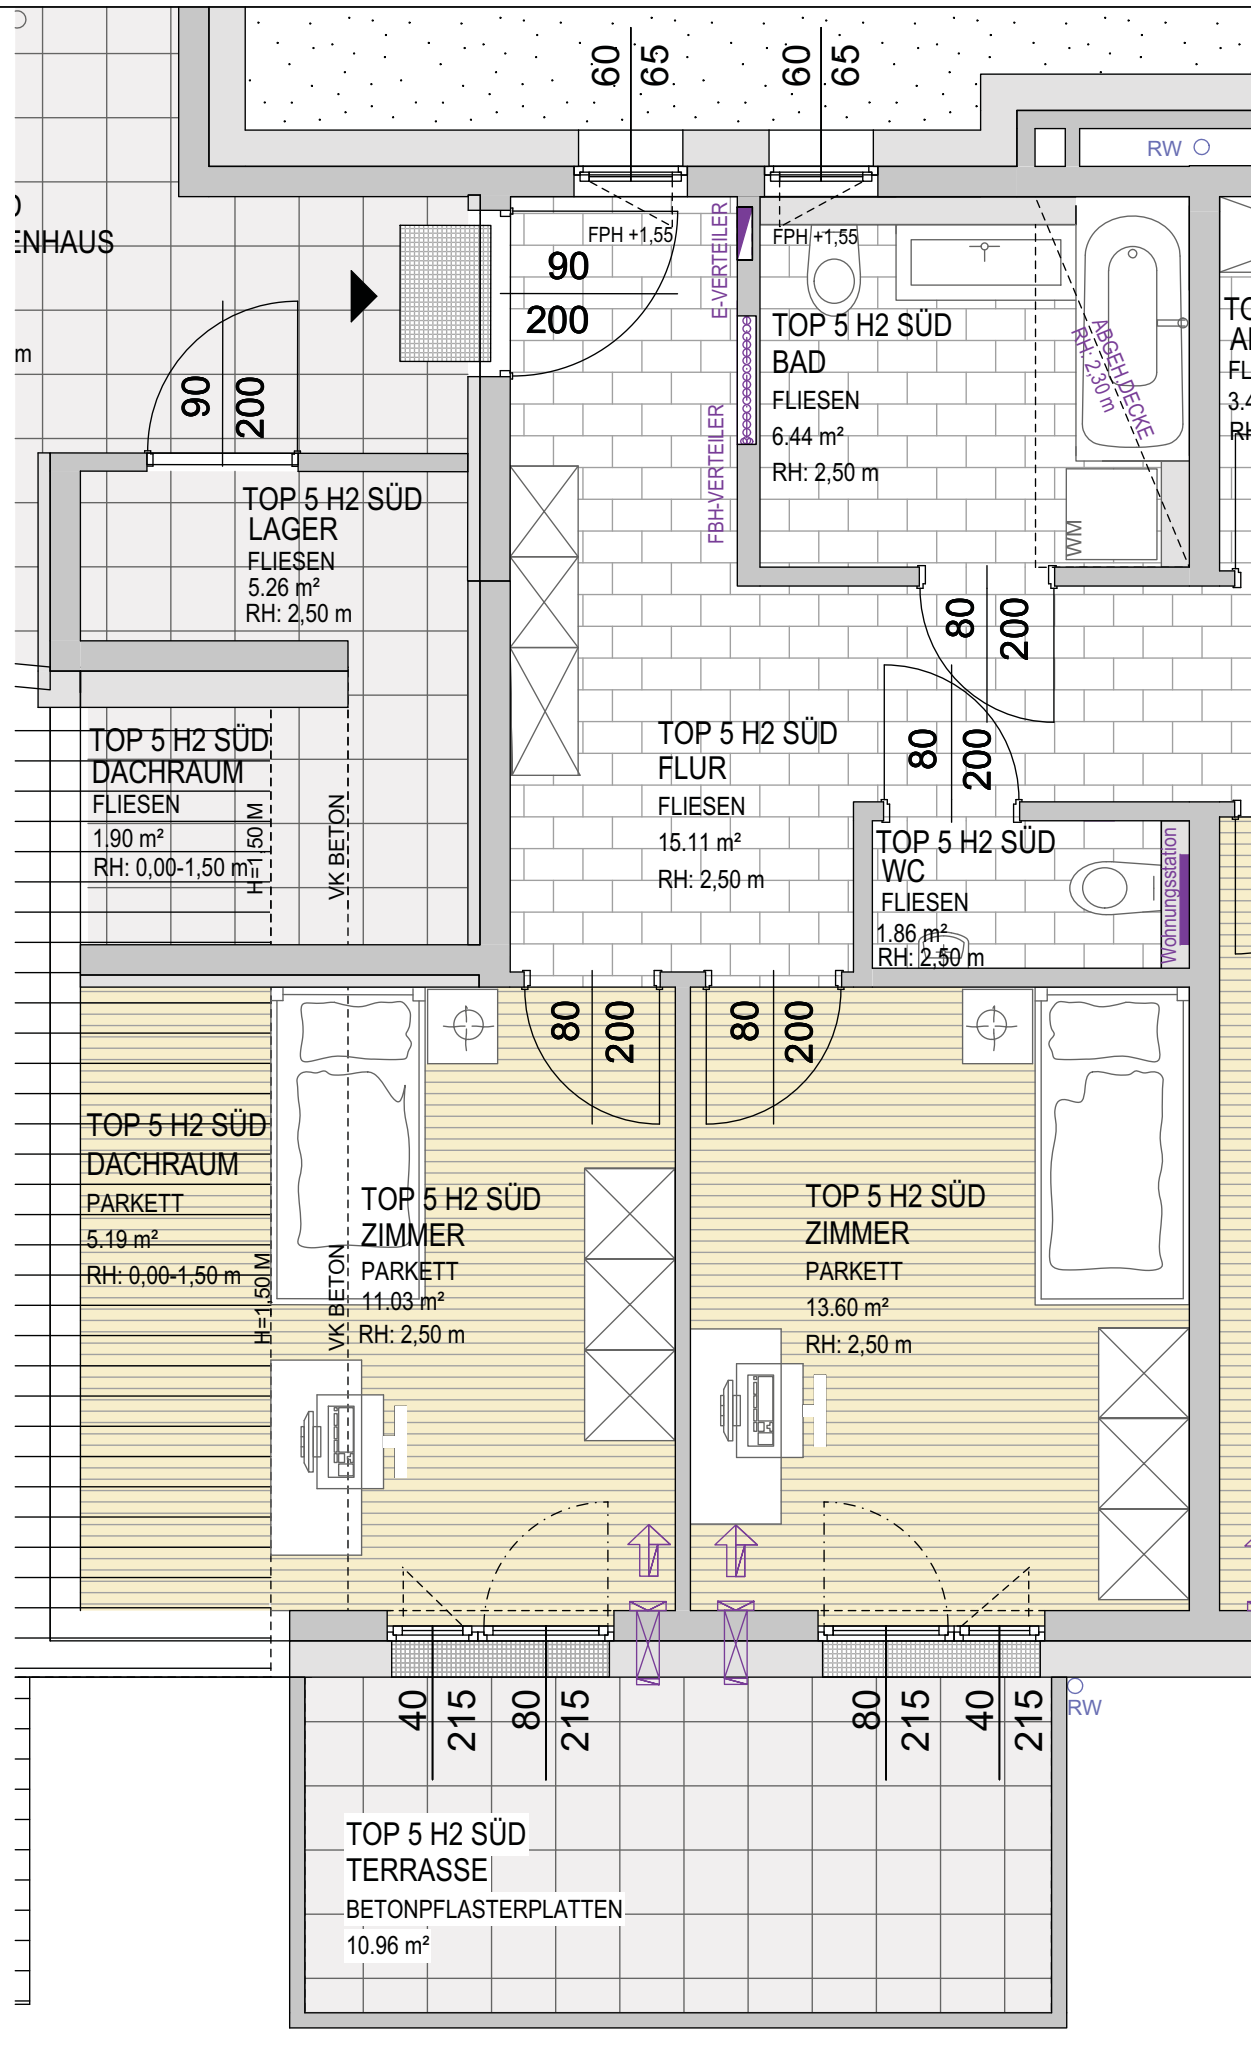 60
65
60
65
RW
ENHAUS
m
FPH +1,55
FPH +1,55
90
200
E-VERTEILER
FBH-VERTEILER
90
200
TOP 5 H2 SÜD
BAD
FLIESEN
6.44 m²
RH: 2,50 m
ABGEH.DECKE
RH: 2,30 m
WM
FL
3.4
RH
TOP 5 H2 SÜD
LAGER
FLIESEN
5.26 m²
RH: 2,50 m
80
200
80
200
TOP 5 H2 SÜD
FLUR
FLIESEN
15.11 m²
RH: 2,50 m
TOP 5 H2 SÜD
DACHRAUM
FLIESEN
1.90 m²
RH: 0,00-1,50 m
H=1,50 M
VK BETON
TOP 5 H2 SÜD
WC
FLIESEN
1.86 m²
RH: 2,50 m
Wohnungsstation
80
200
80
200
TOP 5 H2 SÜD
DACHRAUM
PARKETT
5.19 m²
RH: 0,00-1,50 m
H=1,50 M
VK BETON
TOP 5 H2 SÜD
ZIMMER
PARKETT
11.03 m²
RH: 2,50 m
TOP 5 H2 SÜD
ZIMMER
PARKETT
13.60 m²
RH: 2,50 m
40
215
80
215
80
215
40
215
RW
TOP 5 H2 SÜD
TERRASSE
BETONPFLASTERPLATTEN
10.96 m²